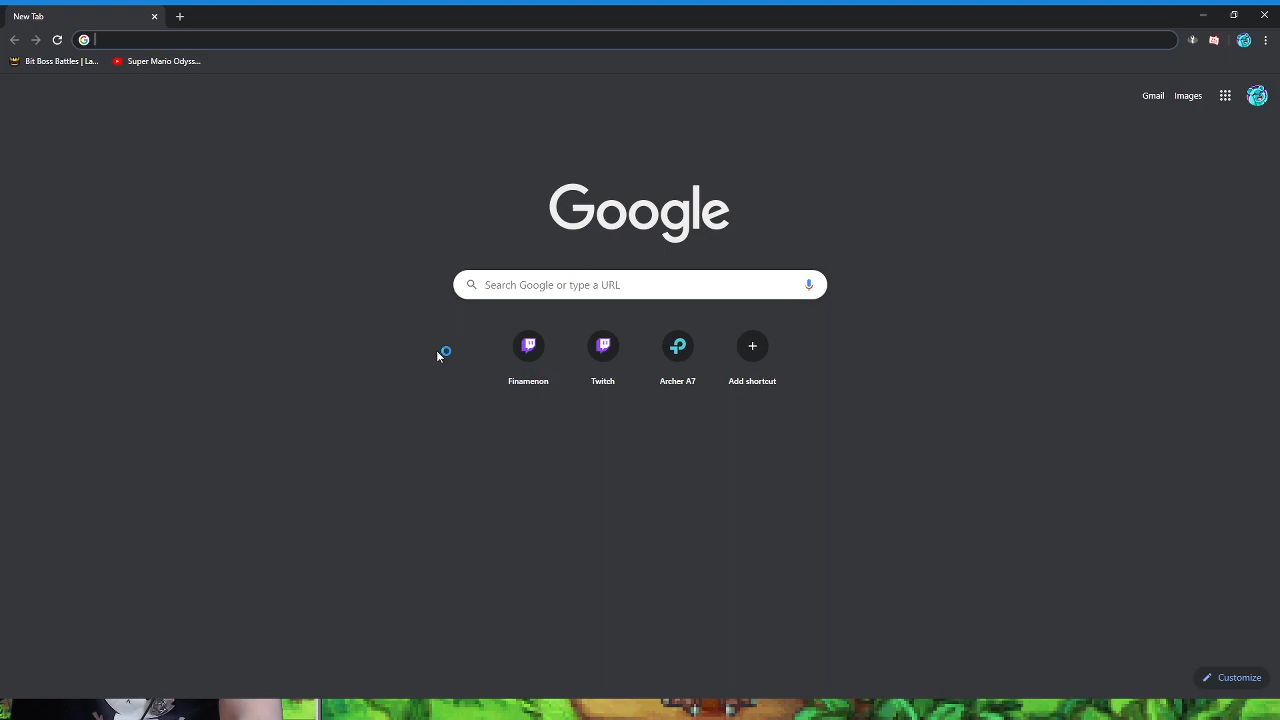 New Tab
Bit Boss Battles | La...
Super Mario Odyss...
Gmail
Images
Google
Search Google or type a URL
Finamenon
Twitch
Archer A7
Add shortcut
Customize